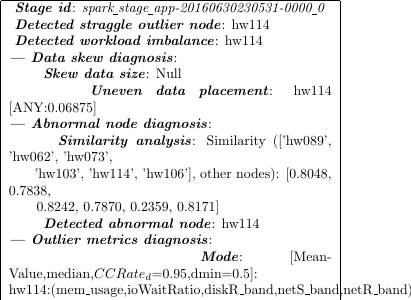 Stage id: spark_stage_app-20160630230531-0000_0
Detected straggle outlier node: hw114
Detected workload imbalance: hw114
— Data skew diagnosis:
Skew data size: Null
Uneven data placement: hw114
[ANY:0.06875]
— Abnormal node diagnosis:
Similarity analysis: Similarity (['hw089',
'hw062', 'hw073',
'hw103', 'hw114', 'hw106'], other nodes): [0.8048,
0.7838,
0.8242, 0.7870, 0.2359, 0.8171]
Detected abnormal node: hw114
— Outlier metrics diagnosis:
Mode: [Mean-
Value,median,CCRate_d=0.95,dmin=0.5]:
hw114:(mem_usage,ioWaitRatio,diskR_band,netS_band,netR_band)